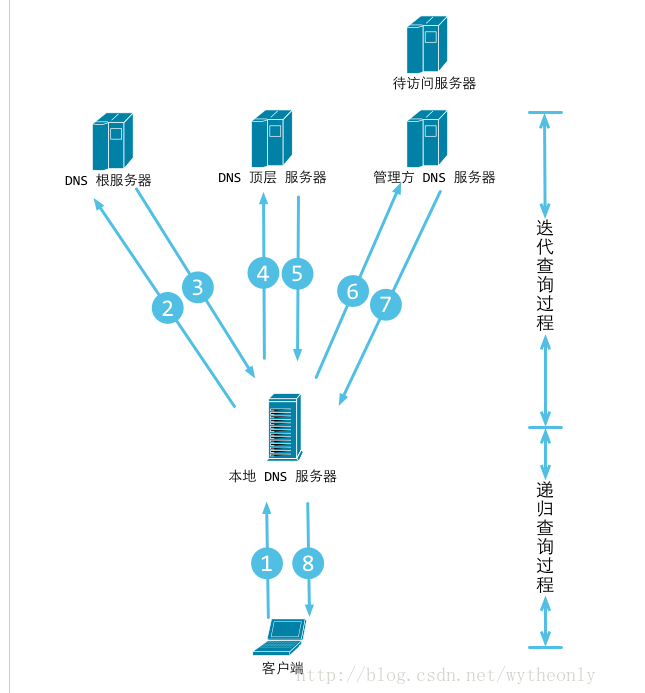 待访问服务器
DNS 根服务器
DNS 顶层 服务器
管理方 DNS 服务器
迭代查询过程
2
3
4
5
6
7
本地 DNS 服务器
递归查询过程
1
8
客户端
http://blog.csdn.net/wytheonly